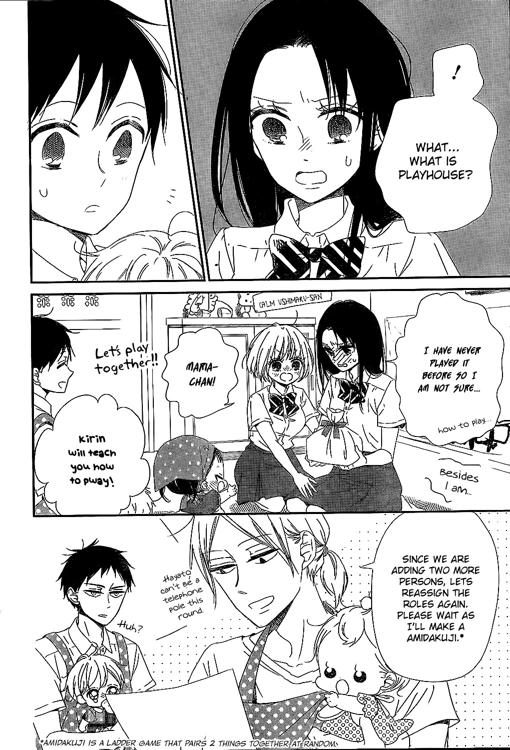 !
WHAT...
WHAT IS
PLAYHOUSE?
CALM USHIMARU-SAN
I HAVE NEVER
PLAYED IT
BEFORE SO I
AM NOT SURE...
how to play...
Besides
I am..
MAMA-
CHAN!
Let's play
together!!
Kirin
will teach
you how
to pway!
SINCE WE ARE
ADDING TWO MORE
PERSONS, LETS
REASSIGN THE
ROLES AGAIN.
PLEASE WAIT AS
I'LL MAKE A
AMIDAKUJI.*
Hayato
can't be a
telephone
pole this
round
Huh?
*AMIDAKUJI IS A LADDER GAME THAT PAIRS 2 THINGS TOGETHER AT RANDOM.